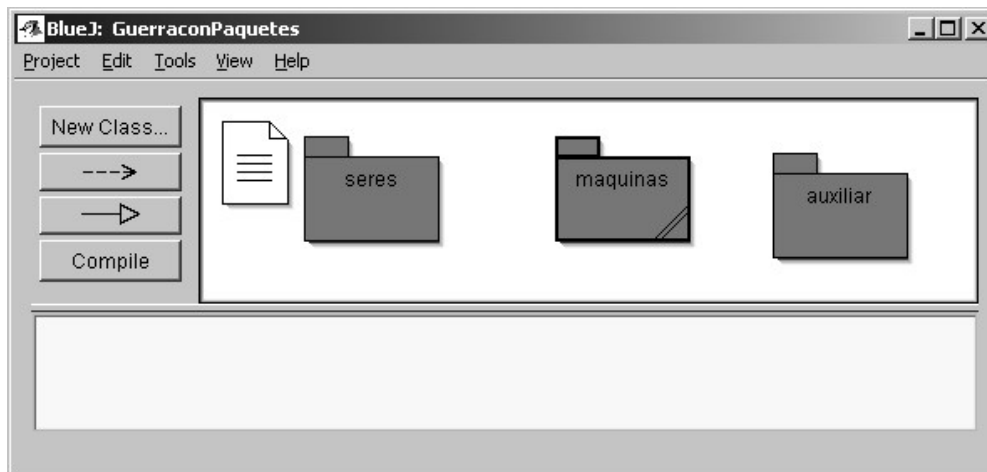 BlueJ: GuerraconPaquetes
Project Edit Tools View Help
New Class...
Compile
seres
maquinas
auxiliar